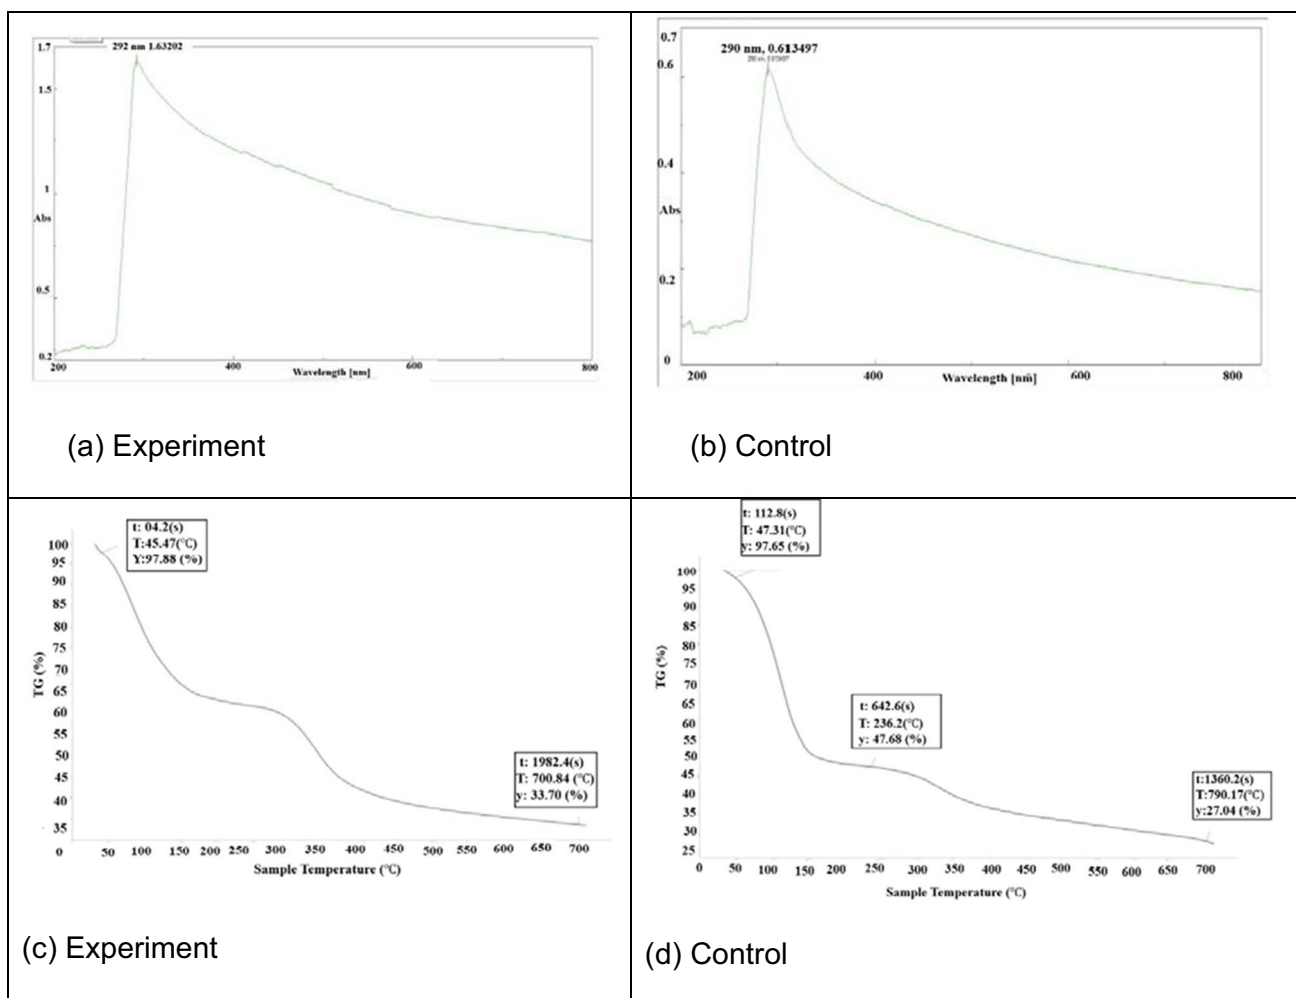 1.7
292 nm 1.63202
1.5
1
Abs
0.5
0.2
200
400
600
800
Wavelength [nm]
(a) Experiment
0.7
290 nm, 0.613497
0.6
0.4
Abs
0.2
0
200
400
600
800
Wavelength [nm]
(b) Control
t: 04.2(s)
T:45.47(℃)
Y:97.88 (%)
100
95
90
85
80
75
70
65
60
55
50
45
40
35
TG (%)
t: 1982.4(s)
T: 700.84 (℃)
y: 33.70 (%)
0 50 100 150 200 250 300 350 400 450 500 550 600 650 700
Sample Temperature (℃)
(c) Experiment
t: 112.8(s)
T: 47.31(℃)
y: 97.65 (%)
100
95
90
85
80
75
70
65
60
55
50
45
40
35
30
25
TG (%)
t: 642.6(s)
T: 236.2(℃)
y: 47.68 (%)
t:1360.2(s)
T:790.17(℃)
y:27.04 (%)
0 50 100 150 200 250 300 350 400 450 500 550 600 650 700
Sample Temperature (℃)
(d) Control